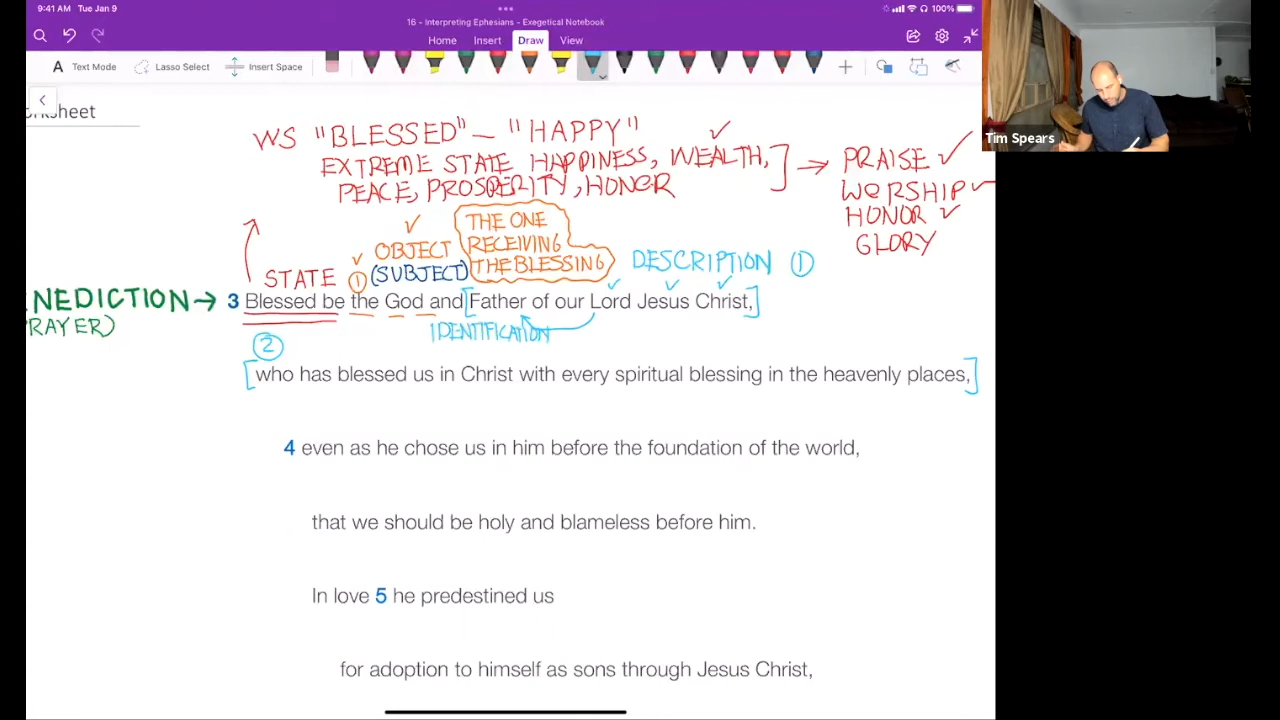 9:41 AM Tue Jan 9
100%
16 - Interpreting Ephesians - Exegetical Notebook
Home Insert Draw View
Text Mode Lasso Select Insert Space
orksheet
Tim Spears
WS "BLESSED" – "HAPPY"
EXTREME STATE HAPPINESS, WEALTH,
PEACE, PROSPERITY, HONOR
PRAISE
WORSHIP
HONOR
GLORY
THE ONE
RECEIVING
THE BLESSING
OBJECT
(SUBJECT)
STATE
1
DESCRIPTION 1
ENEDICTION → 3 Blessed be the God and [Father of our Lord Jesus Christ,]
RAYER)
IDENTIFICATION
2
[who has blessed us in Christ with every spiritual blessing in the heavenly places,]
4 even as he chose us in him before the foundation of the world,
that we should be holy and blameless before him.
In love 5 he predestined us
for adoption to himself as sons through Jesus Christ,